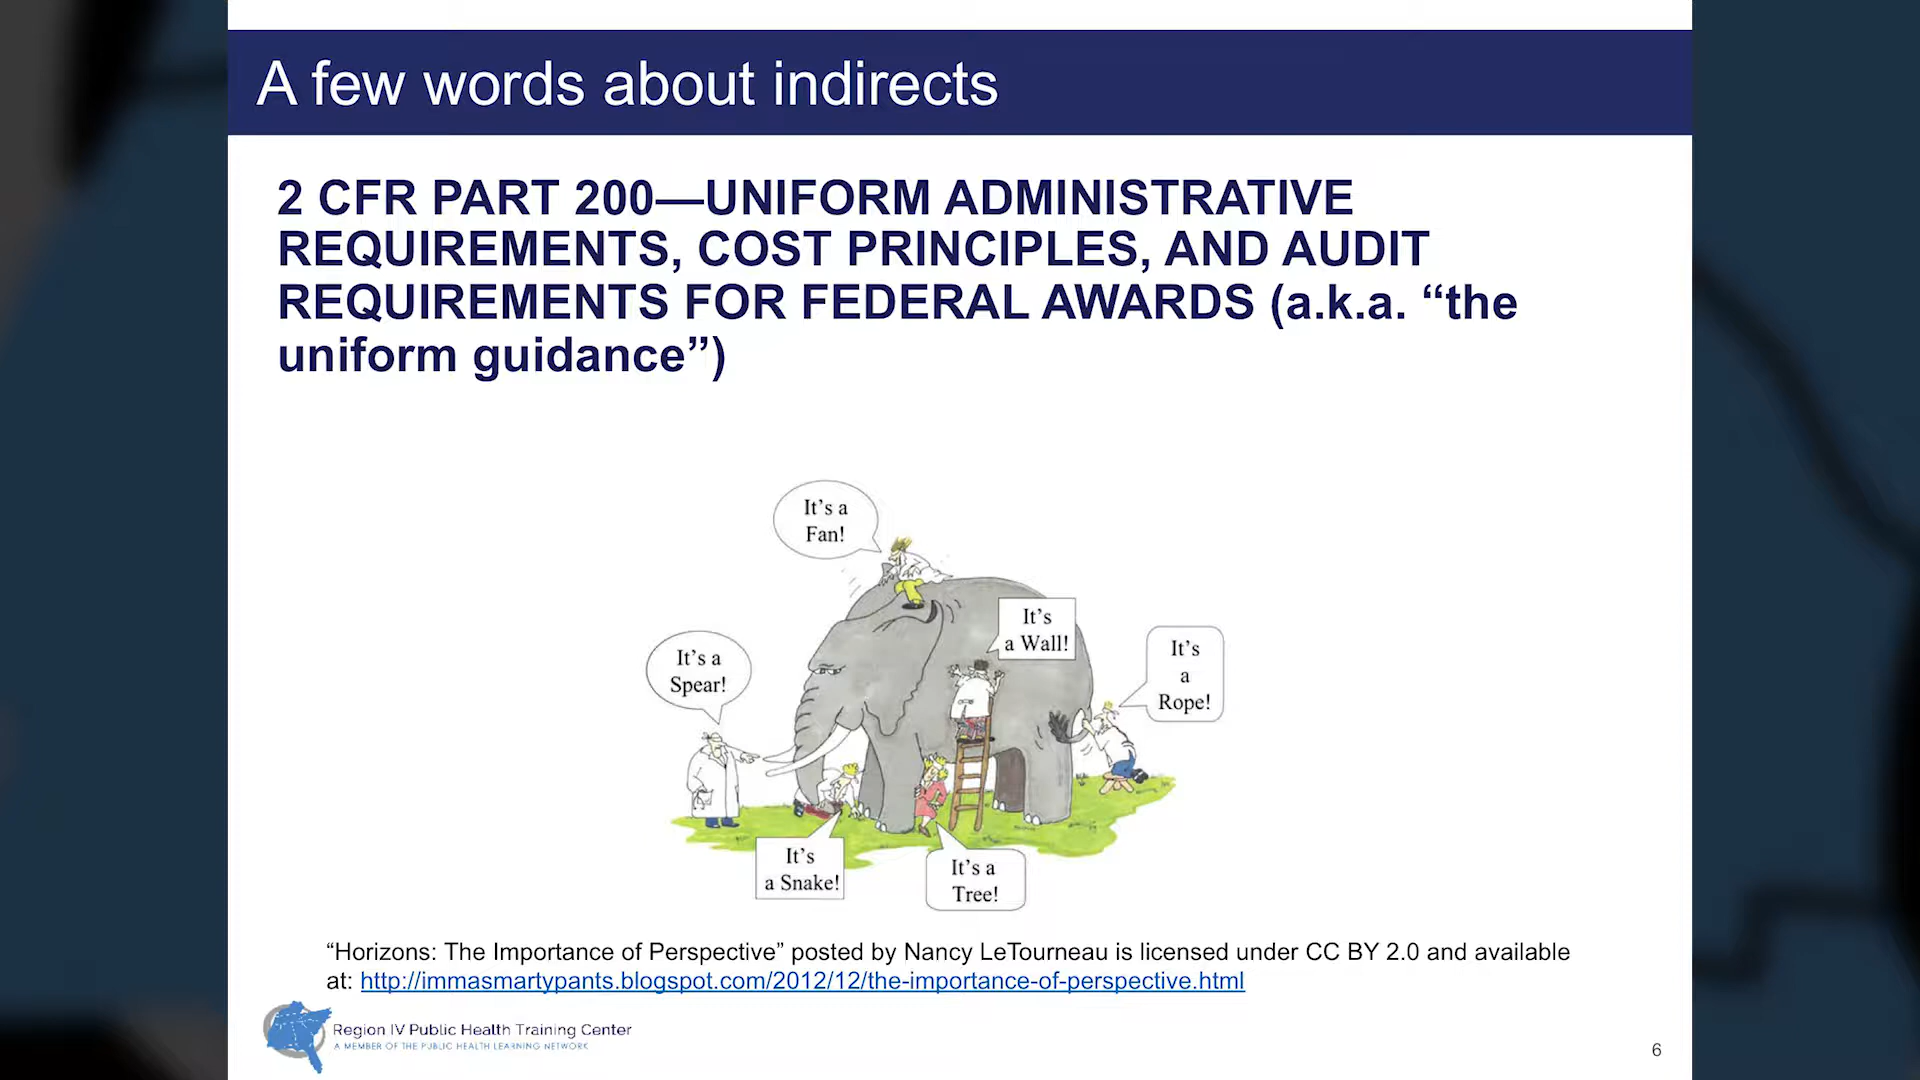 A few words about indirects
2 CFR PART 200—UNIFORM ADMINISTRATIVE
REQUIREMENTS, COST PRINCIPLES, AND AUDIT
REQUIREMENTS FOR FEDERAL AWARDS (a.k.a. “the
uniform guidance”)
It’s a
Fan!
It’s
a Wall!
It’s
a
Rope!
It’s a
Spear!
It’s
a Snake!
It’s a
Tree!
“Horizons: The Importance of Perspective” posted by Nancy LeTourneau is licensed under CC BY 2.0 and available
at: http://immasmartypants.blogspot.com/2012/12/the-importance-of-perspective.html
Region IV Public Health Training Center
A MEMBER OF THE PUBLIC HEALTH LEARNING NETWORK
6